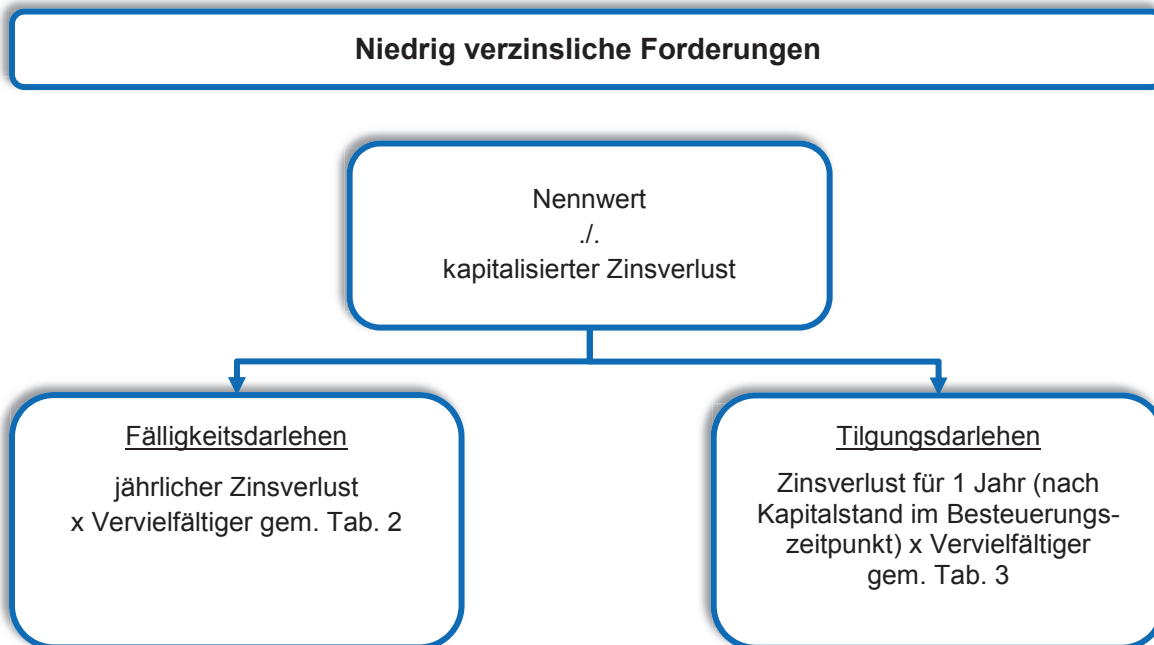 Niedrig verzinsliche Forderungen
Nennwert
./.
kapitalisierter Zinsverlust
Fälligkeitsdarlehen
jährlicher Zinsverlust
x Vervielfältiger gem. Tab. 2
Tilgungsdarlehen
Zinsverlust für 1 Jahr (nach
Kapitalstand im Besteuerungs-
zeitpunkt) x Vervielfältiger
gem. Tab. 3